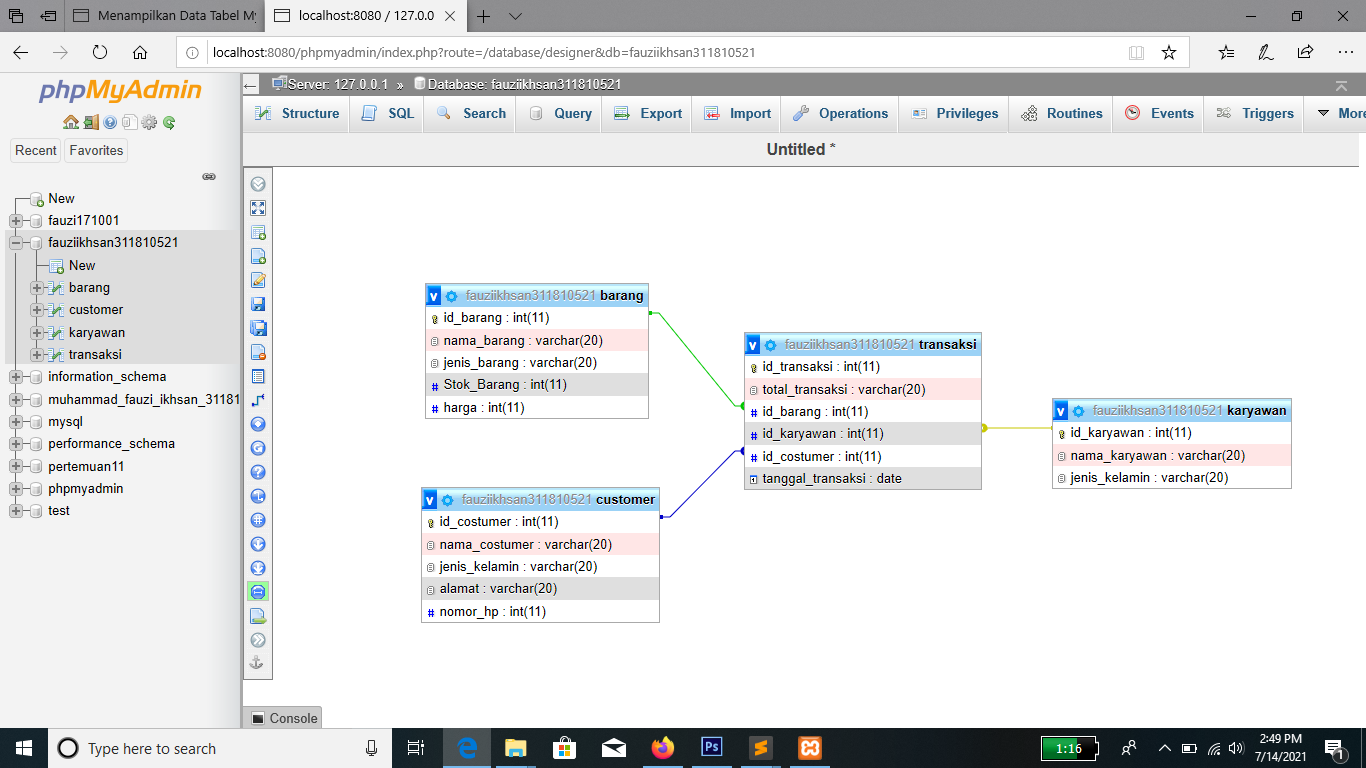 Menampilkan Data Tabel My
localhost:8080 / 127.0.0
localhost:8080/phpmyadmin/index.php?route=/database/designer&db=fauziikhsan311810521
phpMyAdmin
Server: 127.0.0.1 » Database: fauziikhsan311810521
Structure SQL Search Query Export Import Operations Privileges Routines Events Triggers More
Recent Favorites
Untitled *
New
fauzi171001
fauziikhsan311810521
New
barang
customer
karyawan
transaksi
information_schema
muhammad_fauzi_ikhsan_31181
mysql
performance_schema
pertemuan11
phpmyadmin
test
v fauziikhsan311810521 barang
id_barang : int(11)
nama_barang : varchar(20)
jenis_barang : varchar(20)
# Stok_Barang : int(11)
# harga : int(11)
v fauziikhsan311810521 customer
id_costumer : int(11)
nama_costumer : varchar(20)
jenis_kelamin : varchar(20)
alamat : varchar(20)
# nomor_hp : int(11)
v fauziikhsan311810521 transaksi
id_transaksi : int(11)
total_transaksi : varchar(20)
# id_barang : int(11)
# id_karyawan : int(11)
# id_costumer : int(11)
tanggal_transaksi : date
v fauziikhsan311810521 karyawan
id_karyawan : int(11)
nama_karyawan : varchar(20)
jenis_kelamin : varchar(20)
Console
Type here to search
Ps
1:16
2:49 PM
7/14/2021
1